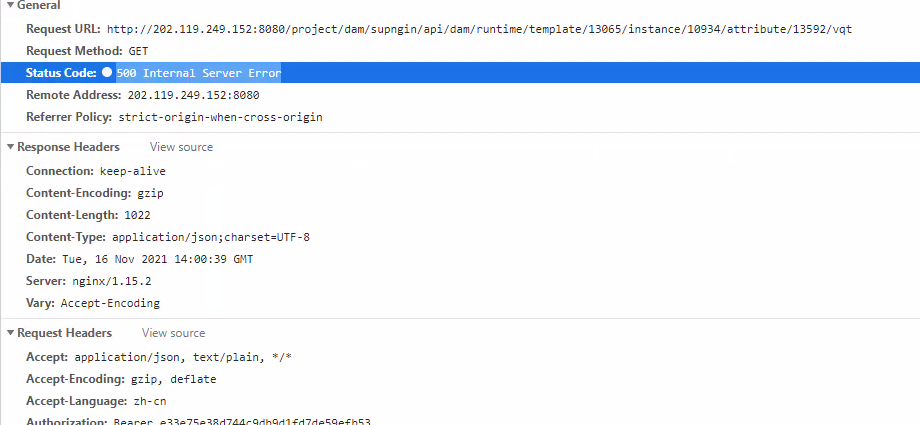 General
Request URL: http://202.119.249.152:8080/project/dam/supngin/api/dam/runtime/template/13065/instance/10934/attribute/13592/vqt
Request Method: GET
Status Code: 500 Internal Server Error
Remote Address: 202.119.249.152:8080
Referrer Policy: strict-origin-when-cross-origin
Response Headers View source
Connection: keep-alive
Content-Encoding: gzip
Content-Length: 1022
Content-Type: application/json;charset=UTF-8
Date: Tue, 16 Nov 2021 14:00:39 GMT
Server: nginx/1.15.2
Vary: Accept-Encoding
Request Headers View source
Accept: application/json, text/plain, */*
Accept-Encoding: gzip, deflate
Accept-Language: zh-cn
Authorization: Bearer